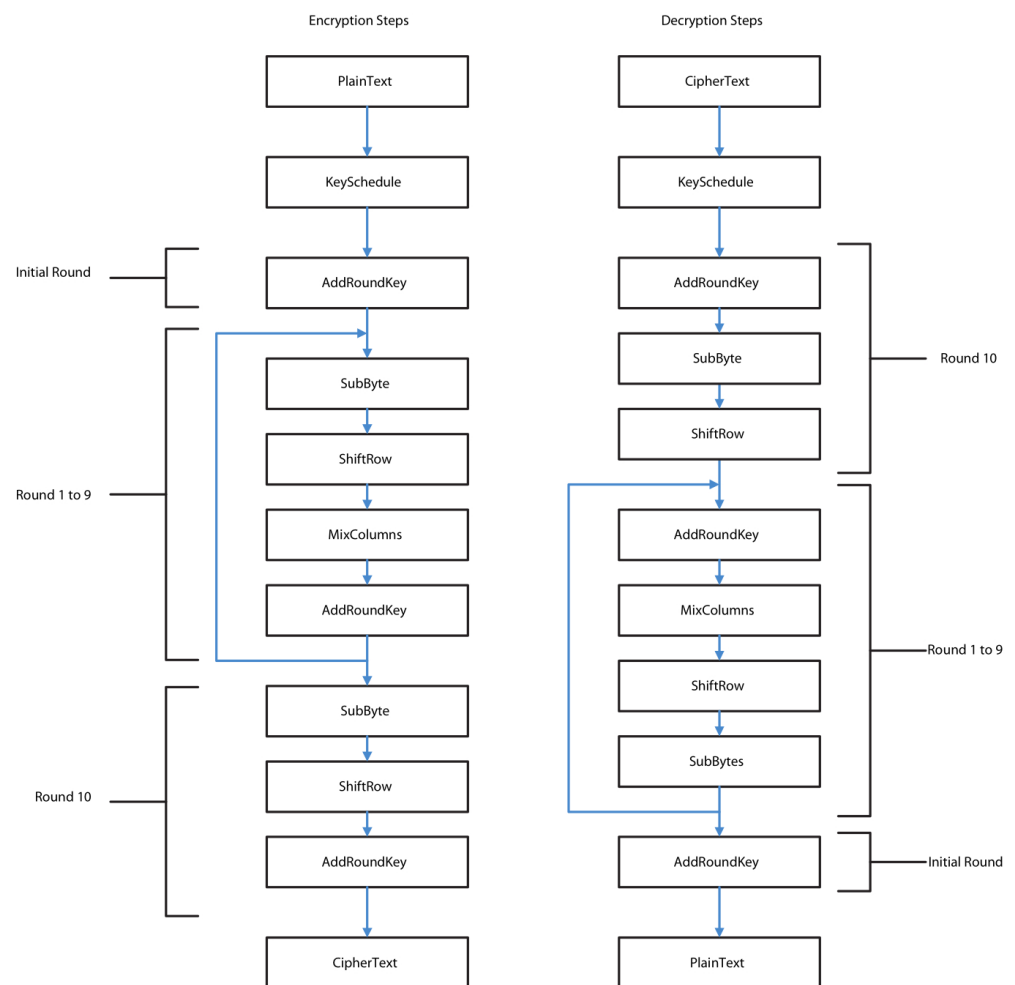 Encryption Steps
PlainText
KeySchedule
Initial Round
AddRoundKey
SubByte
ShiftRow
Round 1 to 9
MixColumns
AddRoundKey
SubByte
ShiftRow
Round 10
AddRoundKey
CipherText
Decryption Steps
CipherText
KeySchedule
AddRoundKey
SubByte
Round 10
ShiftRow
AddRoundKey
MixColumns
Round 1 to 9
ShiftRow
SubBytes
AddRoundKey
Initial Round
PlainText